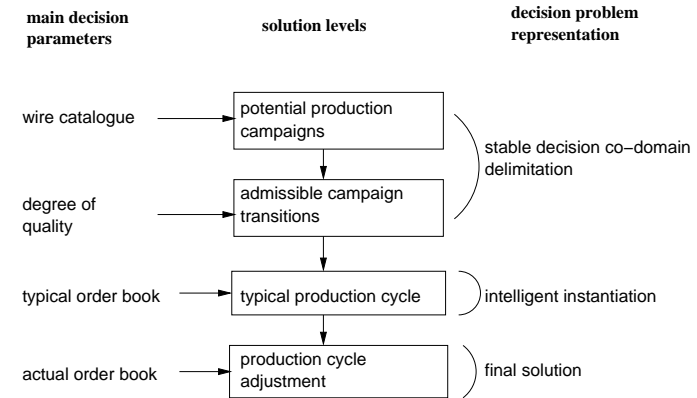 main decision
parameters
solution levels
decision problem
representation
wire catalogue
potential production
campaigns
stable decision co−domain
delimitation
degree of
quality
admissible campaign
transitions
typical order book
typical production cycle
intelligent instantiation
actual order book
production cycle
adjustment
final solution